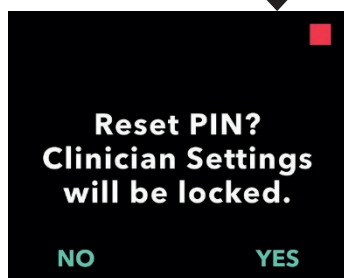 Reset PIN?
Clinician Settings
will be locked.
NO YES